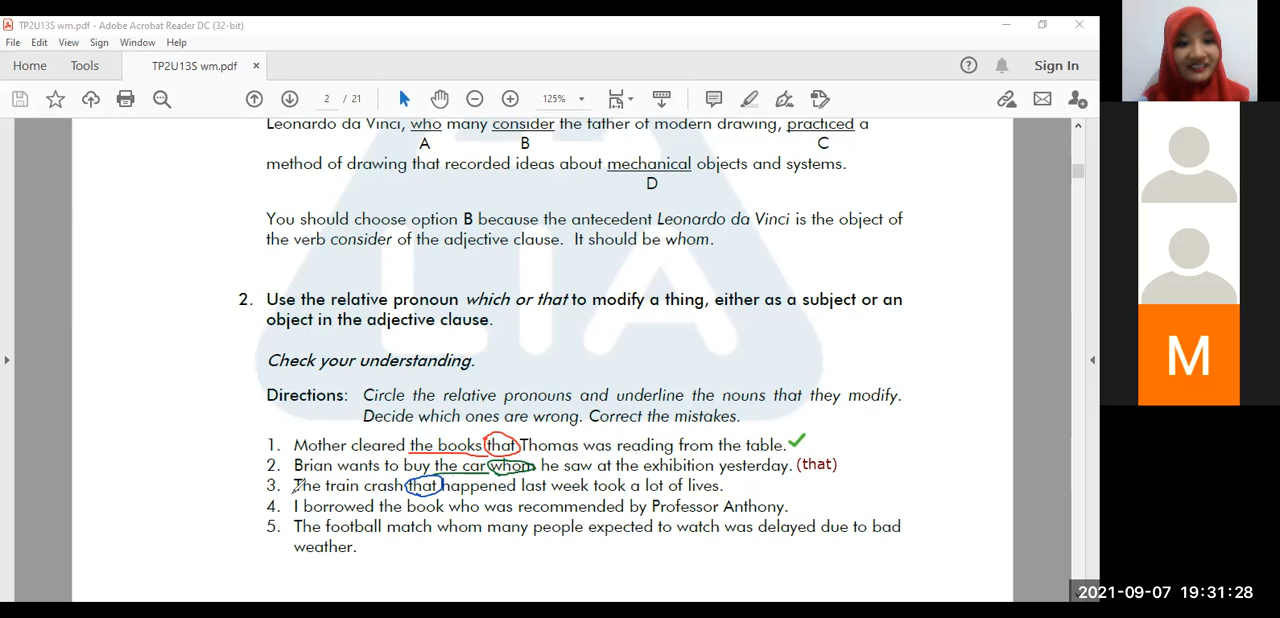 TP2U13S wm.pdf - Adobe Acrobat Reader DC (32-bit)
File Edit View Sign Window Help
Home Tools TP2U13S wm.pdf × Sign In
2 / 21 125%
Leonardo da Vinci, who many consider the father of modern drawing, practiced a
A B C
method of drawing that recorded ideas about mechanical objects and systems.
D
You should choose option B because the antecedent Leonardo da Vinci is the object of
the verb consider of the adjective clause. It should be whom.
2. Use the relative pronoun which or that to modify a thing, either as a subject or an
object in the adjective clause.
Check your understanding.
Directions: Circle the relative pronouns and underline the nouns that they modify.
Decide which ones are wrong. Correct the mistakes.
1. Mother cleared the books that Thomas was reading from the table.
2. Brian wants to buy the car whom he saw at the exhibition yesterday. (that)
3. The train crash that happened last week took a lot of lives.
4. I borrowed the book who was recommended by Professor Anthony.
5. The football match whom many people expected to watch was delayed due to bad
weather.
LIA
M
2021-09-07 19:31:28